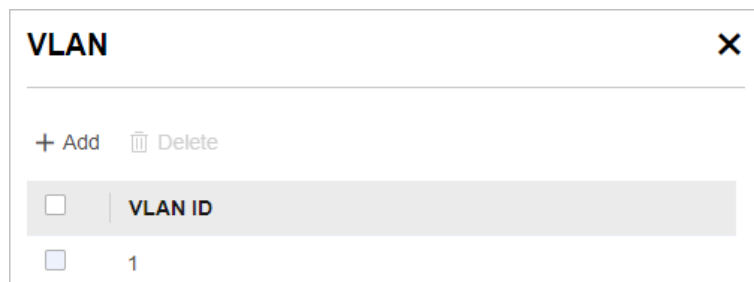 VLAN
+ Add Delete
VLAN ID
1